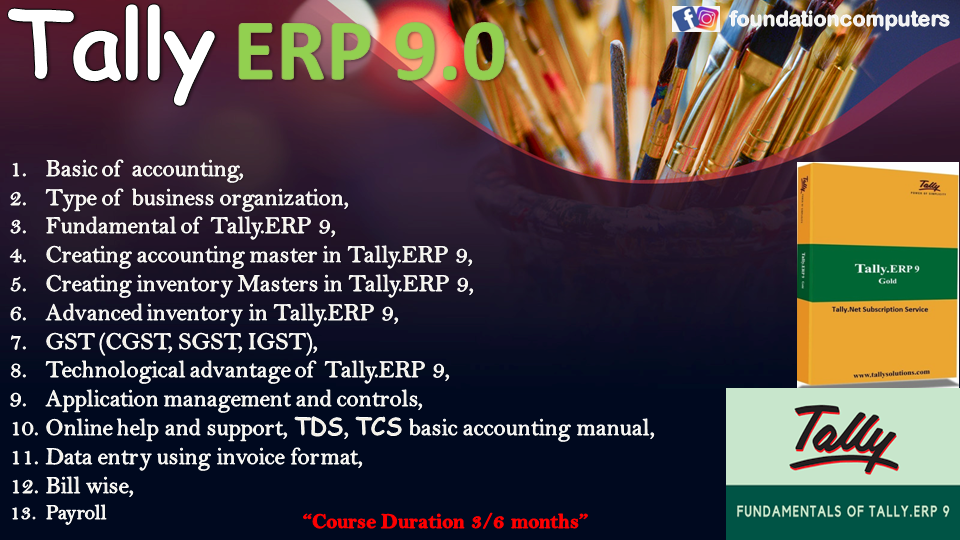 Tally ERP 9.0
foundationcomputers
1. Basic of accounting,
2. Type of business organization,
3. Fundamental of Tally.ERP 9,
4. Creating accounting master in Tally.ERP 9,
5. Creating inventory Masters in Tally.ERP 9,
6. Advanced inventory in Tally.ERP 9,
7. GST (CGST, SGST, IGST),
8. Technological advantage of Tally.ERP 9,
9. Application management and controls,
10. Online help and support, TDS, TCS basic accounting manual,
11. Data entry using invoice format,
12. Bill wise,
13. Payroll
“Course Duration 3/6 months”
Tally
POWER OF SIMPLICITY
Tally.ERP 9
Gold
Tally.Net Subscription Service
www.tallysolutions.com
Tally
Tally.ERP 9 Gold
Tally
FUNDAMENTALS OF TALLY.ERP 9